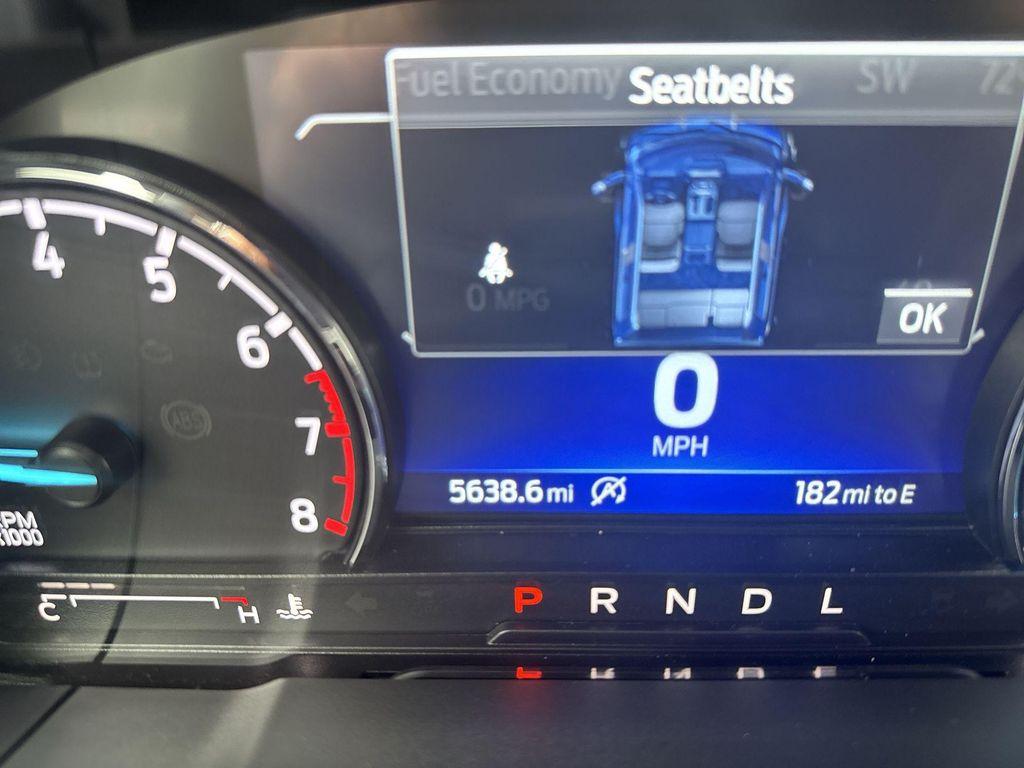 Fuel Economy Seatbelts SW
0 MPG
OK
4
5
6
7
8
ABS
0
MPH
5638.6 mi
182 mi to E
x1000
H
P R N D L